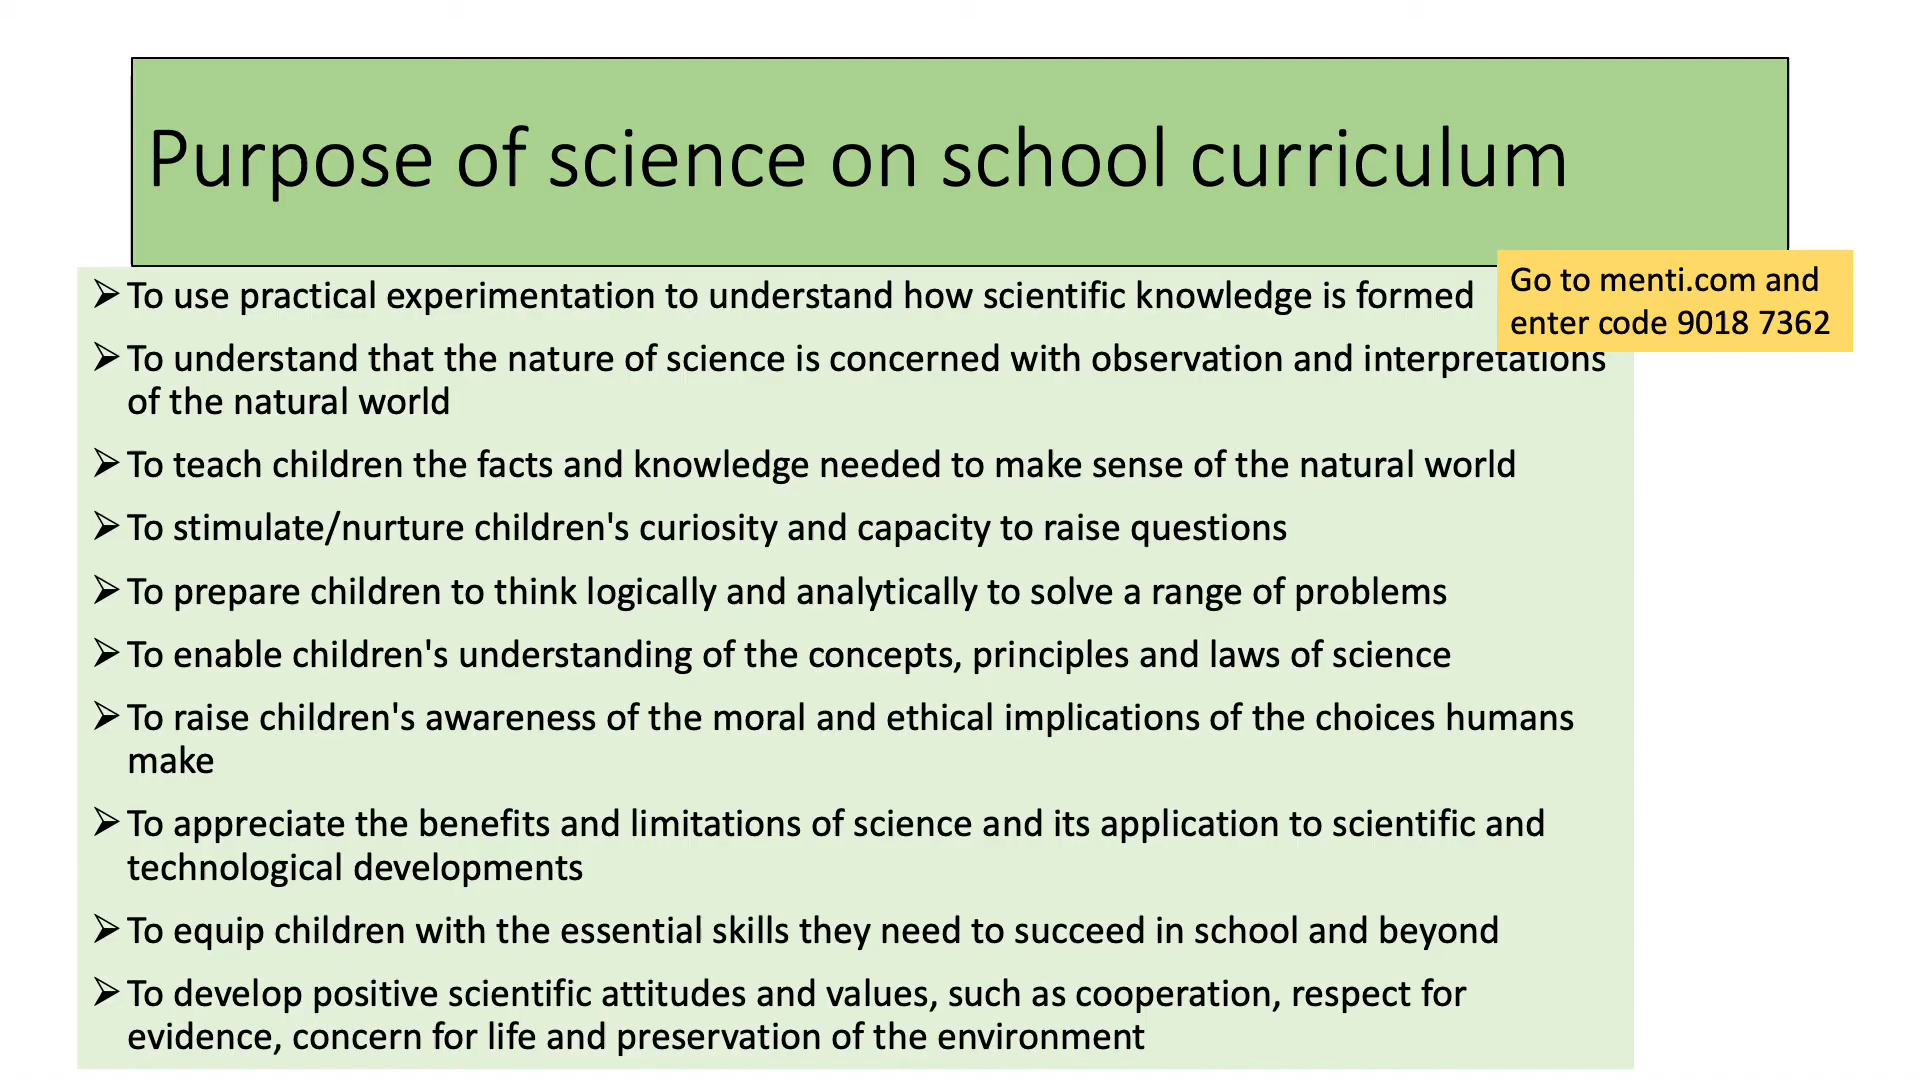 Purpose of science on school curriculum
Go to menti.com and
enter code 9018 7362
➢To use practical experimentation to understand how scientific knowledge is formed
➢To understand that the nature of science is concerned with observation and interpretations
of the natural world
➢To teach children the facts and knowledge needed to make sense of the natural world
➢To stimulate/nurture children's curiosity and capacity to raise questions
➢To prepare children to think logically and analytically to solve a range of problems
➢To enable children's understanding of the concepts, principles and laws of science
➢To raise children's awareness of the moral and ethical implications of the choices humans
make
➢To appreciate the benefits and limitations of science and its application to scientific and
technological developments
➢To equip children with the essential skills they need to succeed in school and beyond
➢To develop positive scientific attitudes and values, such as cooperation, respect for
evidence, concern for life and preservation of the environment